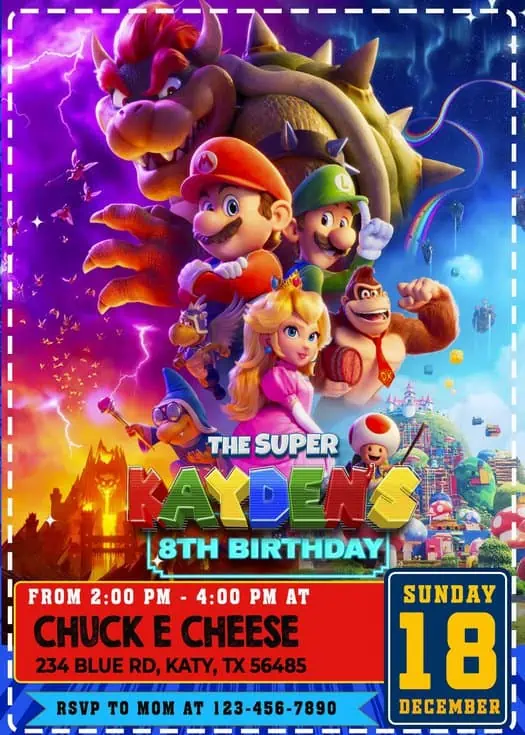 THE SUPER
KAYDEN'S
8TH BIRTHDAY
FROM 2:00 PM - 4:00 PM AT
CHUCK E CHEESE
234 BLUE RD, KATY, TX 56485
RSVP TO MOM AT 123-456-7890
SUNDAY
18
DECEMBER
M
L
DK